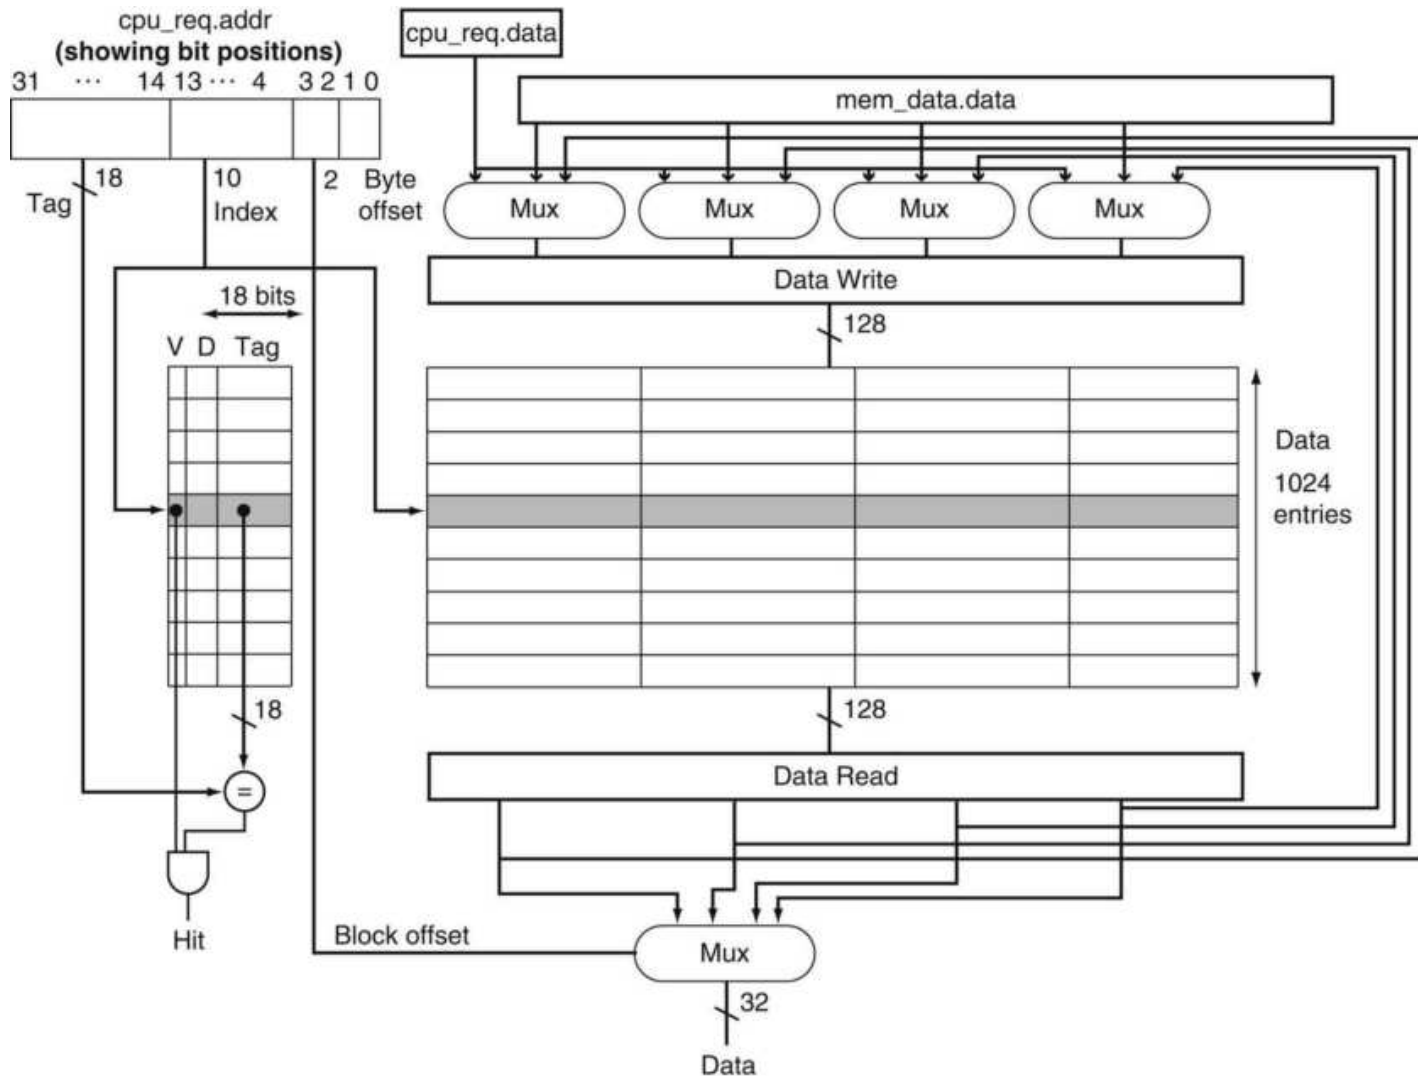 cpu_req.addr
(showing bit positions)
31 ... 14 13 ... 4 3 2 1 0
cpu_req.data
mem_data.data
18
10
2
Byte
offset
Tag
Index
Mux Mux Mux Mux
Data Write
18 bits
128
V D Tag
Data
1024
entries
18
128
Data Read
=
Hit
Block offset
Mux
32
Data